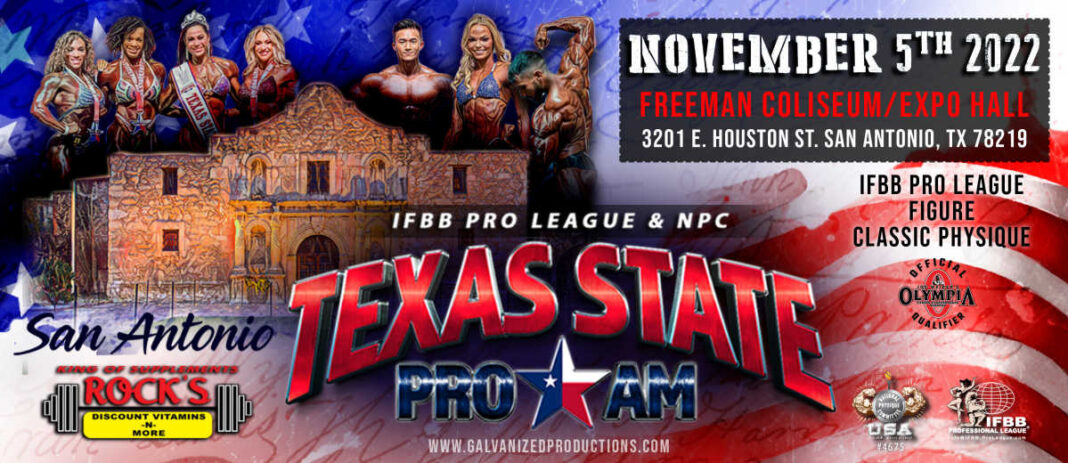 NOVEMBER 5TH 2022
FREEMAN COLISEUM/EXPO HALL
3201 E. HOUSTON ST. SAN ANTONIO, TX 78219
IFBB PRO LEAGUE
FIGURE
CLASSIC PHYSIQUE
OFFICIAL
OLYMPIA
QUALIFIER
IFBB PRO LEAGUE & NPC
TEXAS STATE
PRO AM
San Antonio
KING OF SUPPLEMENTS
ROCK'S
DISCOUNT VITAMINS
-N-
MORE
WWW.GALVANIZEDPRODUCTIONS.COM
USA
#4675
IFBB
PROFESSIONAL LEAGUE
TEXAS